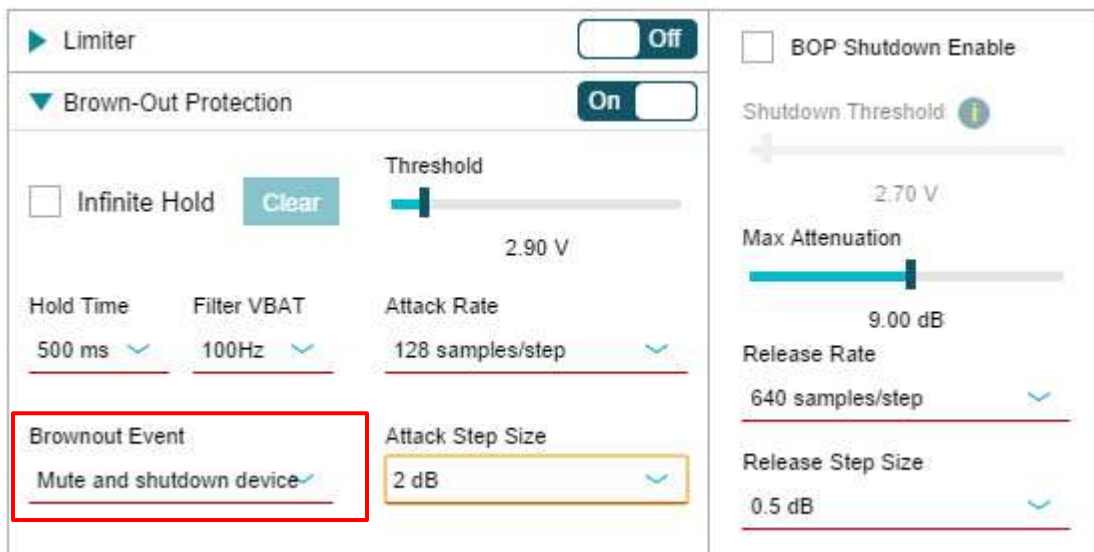 Limiter
Off
Brown-Out Protection
On
Infinite Hold
Clear
Threshold
2.90 V
Hold Time
500 ms
Filter VBAT
100Hz
Attack Rate
128 samples/step
Brownout Event
Mute and shutdown device
Attack Step Size
2 dB
BOP Shutdown Enable
Shutdown Threshold i
2.70 V
Max Attenuation
9.00 dB
Release Rate
640 samples/step
Release Step Size
0.5 dB